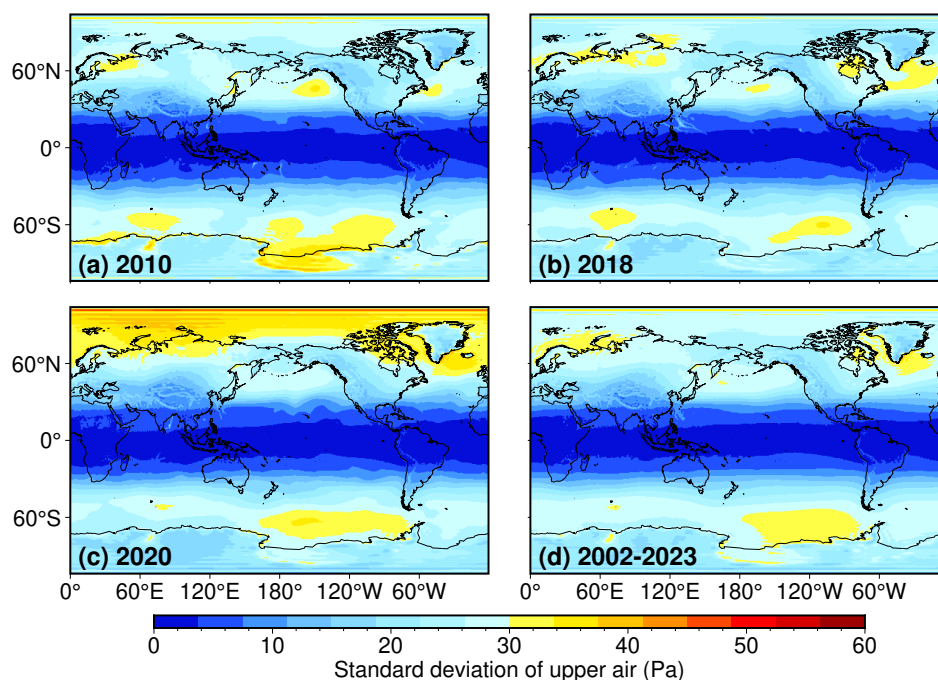 60°N
0°
60°S
(a) 2010
(b) 2018
60°N
0°
60°S
(c) 2020
(d) 2002-2023
0° 60°E 120°E 180° 120°W 60°W 0° 60°E 120°E 180° 120°W 60°W
0 10 20 30 40 50 60
Standard deviation of upper air (Pa)